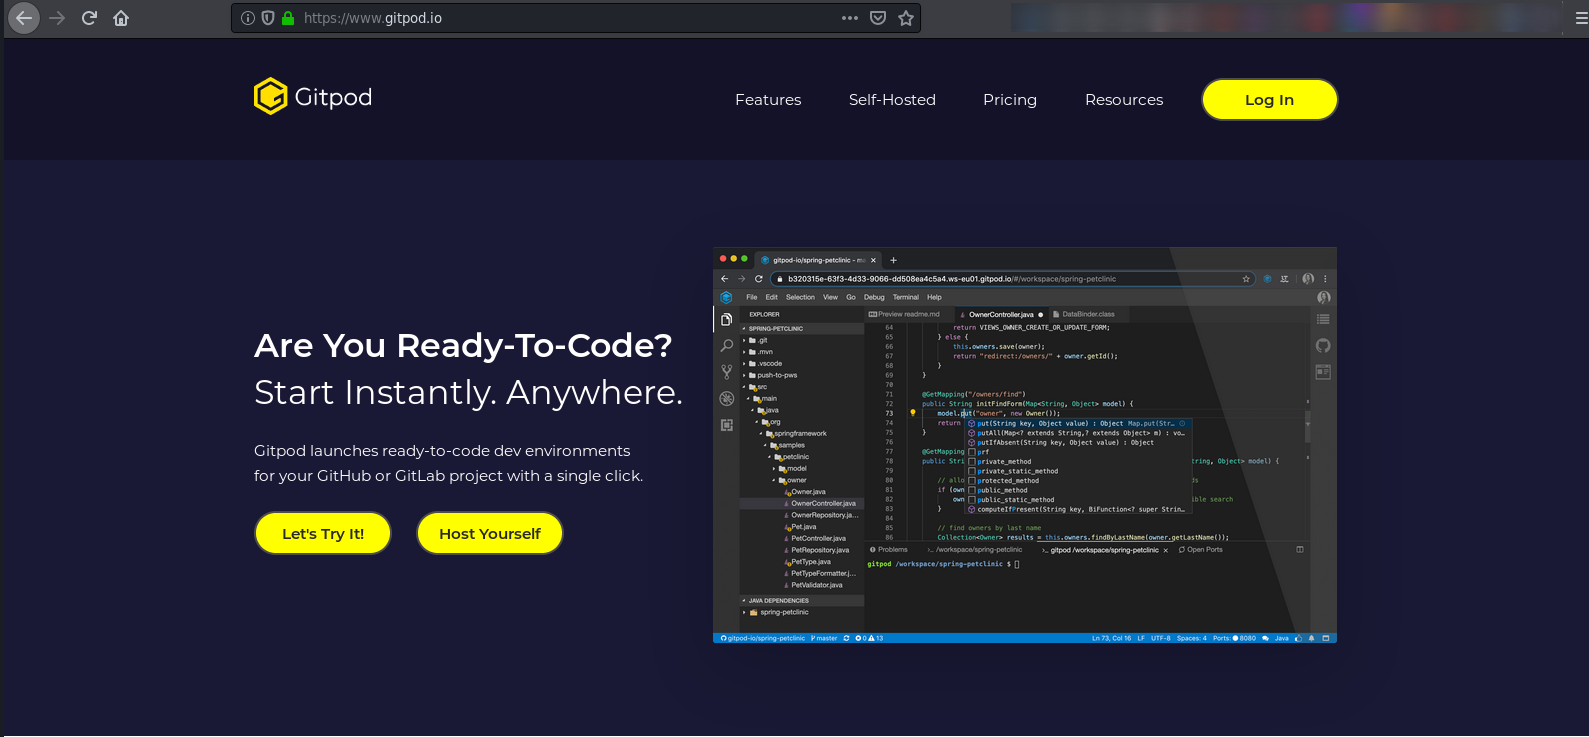 https://www.gitpod.io
Gitpod
Features
Self-Hosted
Pricing
Resources
Log In
Are You Ready-To-Code?
Start Instantly. Anywhere.
Gitpod launches ready-to-code dev environments
for your GitHub or GitLab project with a single click.
Let's Try It!
Host Yourself
gitpod-io/spring-petclinic - ma
b320315e-63f3-4d33-9066-dd508ea4c5a4.ws-eu01.gitpod.io/#/workspace/spring-petclinic
File Edit Selection View Go Debug Terminal Help
EXPLORER
SPRING-PETCLINIC
.git
.mvn
.vscode
push-to-pws
src
main
java
org
springframework
samples
petclinic
model
owner
Owner.java
OwnerController.java
OwnerRepository.ja...
Pet.java
PetController.java
PetRepository.java
PetType.java
PetTypeFormatter.j...
PetValidator.java
JAVA DEPENDENCIES
spring-petclinic
Preview readme.md
OwnerController.java
DataBinder.class
64 return VIEWS_OWNER_CREATE_OR_UPDATE_FORM;
65 } else {
66 this.owners.save(owner);
67 return "redirect:/owners/" + owner.getId();
68 }
69 }
70
71 @GetMapping("/owners/find")
72 public String initFindForm(Map<String, Object> model) {
73 model.put("owner", new Owner());
74 return
75 }
76
77 @GetMappin
78 public Str tring, Object> model) {
80 // allo ds
81 if (own
82 own ible search
83 }
84
85 // find owners by last name
86 Collection<Owner> results = this.owners.findByLastName(owner.getLastName());
put(String key, Object value) : Object Map.put(Str...
putAll(Map<? extends String,? extends Object> m) : vo...
putIfAbsent(String key, Object value) : Object
prf
private_method
private_static_method
protected_method
public_method
public_static_method
computeIfPresent(String key, BiFunction<? super Strin...
Problems
>_ /workspace/spring-petclinic
>_ gitpod /workspace/spring-petclinic
Open Ports
gitpod /workspace/spring-petclinic $
gitpod-io/spring-petclinic master 0 13
Ln 73, Col 16 LF UTF-8 Spaces: 4 Ports: 8080 Java